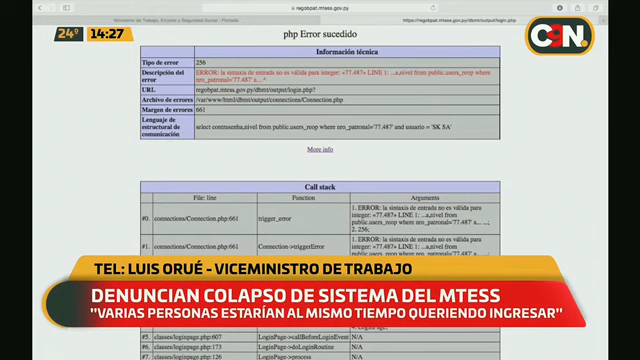 regobpat.mtess.gov.py
Ministerio de Trabajo, Empleo y Seguridad Social | Portada
https://regobpat.mtess.gov.py/dbmt/output/login.php
24º
14:27
C9N.
php Error sucedido
Información técnica
Tipo de error 256
Descripción del error ERROR: la sintaxis de entrada no es válida para integer: «77.487» LINE 1: ...a,nivel from public.users_reop where nro_patronal='77.487' a...
URL regobpat.mtess.gov.py/dbmt/output/login.php?
Archivo de errores /var/www/html/dbmt/output/connections/Connection.php
Margen de errores 661
Lenguaje de estructural de comunicación select contrasenha,nivel from public.users_reop where nro_patronal='77.487' and usuario = 'SK SA'
More info
Call stack
File: line Function Arguments
#0. connections/Connection.php:661 trigger_error 1. ERROR: la sintaxis de entrada no es válida para integer: «77.487» LINE 1: ...a,nivel from public.users_reop where nro_patronal='77.487' a... ...;
2. 256;
#1. connections/Connection.php:661 Connection->triggerError 1. ERROR: la sintaxis de entrada no es válida para integer: «77.487» LINE 1: ...a,nivel from
TEL: LUIS ORUÉ - VICEMINISTRO DE TRABAJO
DENUNCIAN COLAPSO DE SISTEMA DEL MTESS
"VARIAS PERSONAS ESTARÍAN AL MISMO TIEMPO QUERIENDO INGRESAR"
#5. classes/loginpage.php:607 LoginPage->callBeforeLoginEvent N/A
#6. classes/loginpage.php:173 LoginPage->doLoginRoutine N/A
#7. classes/loginpage.php:126 LoginPage->process N/A